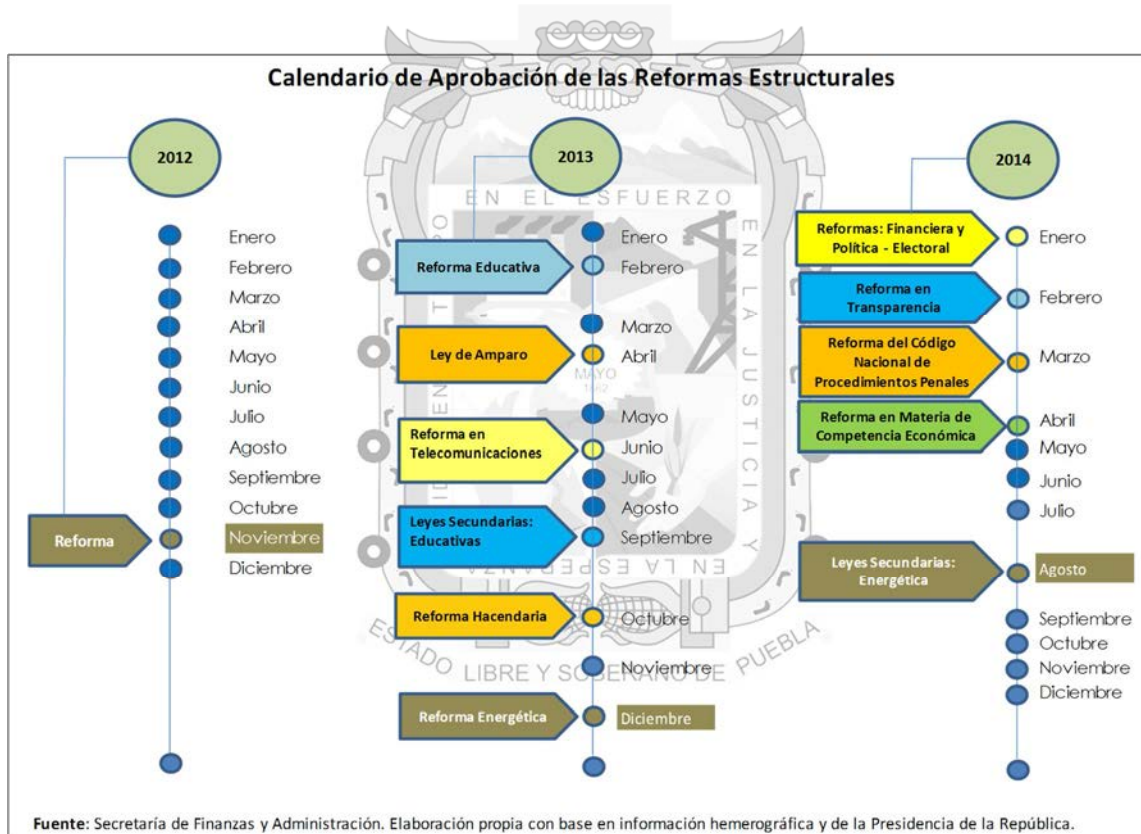 Calendario de Aprobación de las Reformas Estructurales
2012
Enero
Febrero
Marzo
Abril
Mayo
Junio
Julio
Agosto
Septiembre
Octubre
Reforma
Noviembre
Diciembre
2013
Enero
Reforma Educativa
Febrero
Marzo
Ley de Amparo
Abril
Mayo
Reforma en
Telecomunicaciones
Junio
Julio
Agosto
Leyes Secundarias:
Educativas
Septiembre
Reforma Hacendaria
Octubre
Noviembre
Reforma Energética
Diciembre
2014
Reformas: Financiera y
Política - Electoral
Enero
Reforma en
Transparencia
Febrero
Reforma del Código
Nacional de
Procedimientos Penales
Marzo
Reforma en Materia de
Competencia Económica
Abril
Mayo
Junio
Julio
Leyes Secundarias:
Energética
Agosto
Septiembre
Octubre
Noviembre
Diciembre
EN EL ESFUERZO
EN LA JUSTICIA Y
EN LA ESPERANZA
MAYO
1862
ESTADO LIBRE Y SOBERANO DE PUEBLA
Fuente: Secretaría de Finanzas y Administración. Elaboración propia con base en información hemerográfica y de la Presidencia de la República.